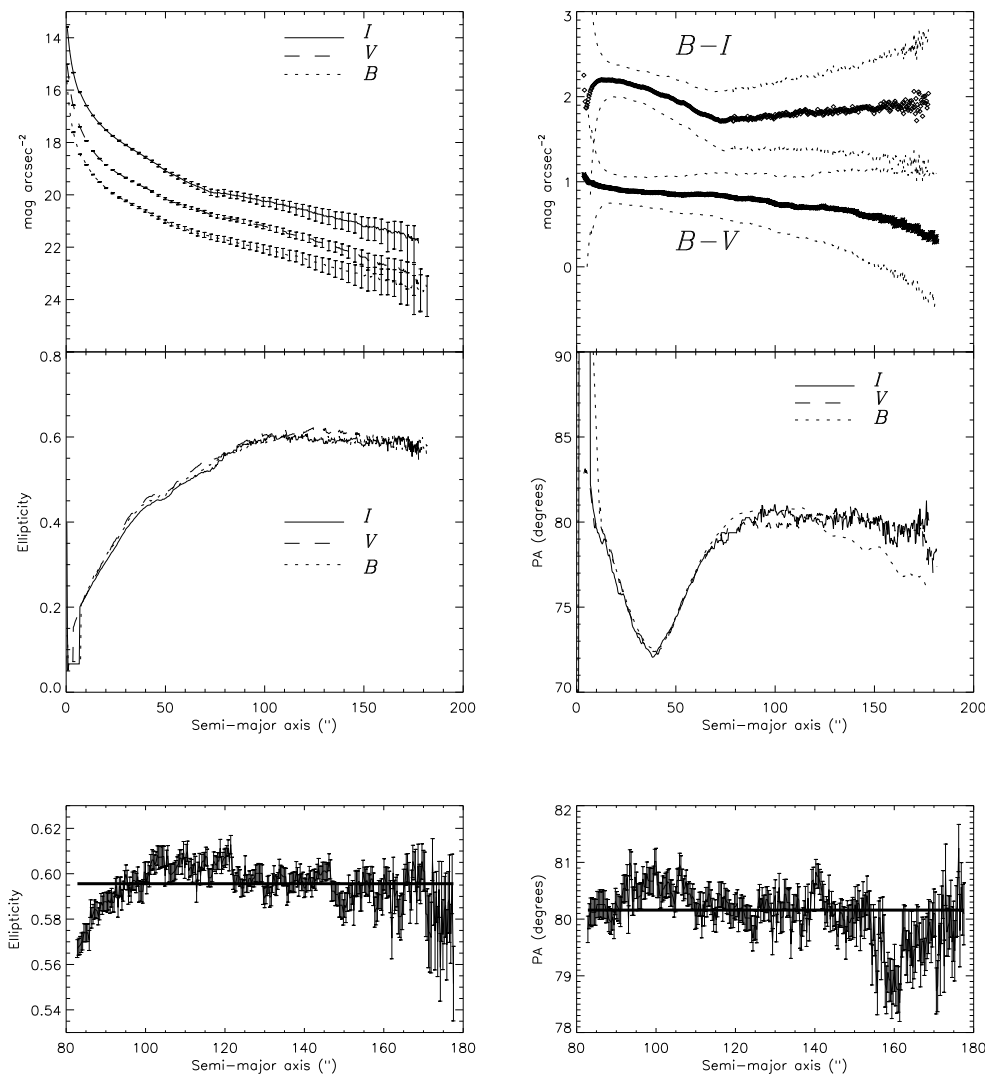 mag arcsec⁻²
14
16
18
20
22
24
I
V
B
mag arcsec⁻²
3
2
1
0
B−I
B−V
Ellipticity
0.8
0.6
0.4
0.2
0.0
I
V
B
0 50 100 150 200
Semi−major axis (")
PA (degrees)
90
85
80
75
70
I
V
B
0 50 100 150 200
Semi−major axis (")
Ellipticity
0.62
0.60
0.58
0.56
0.54
80 100 120 140 160 180
Semi−major axis (")
PA (degrees)
82
81
80
79
78
80 100 120 140 160 180
Semi−major axis (")